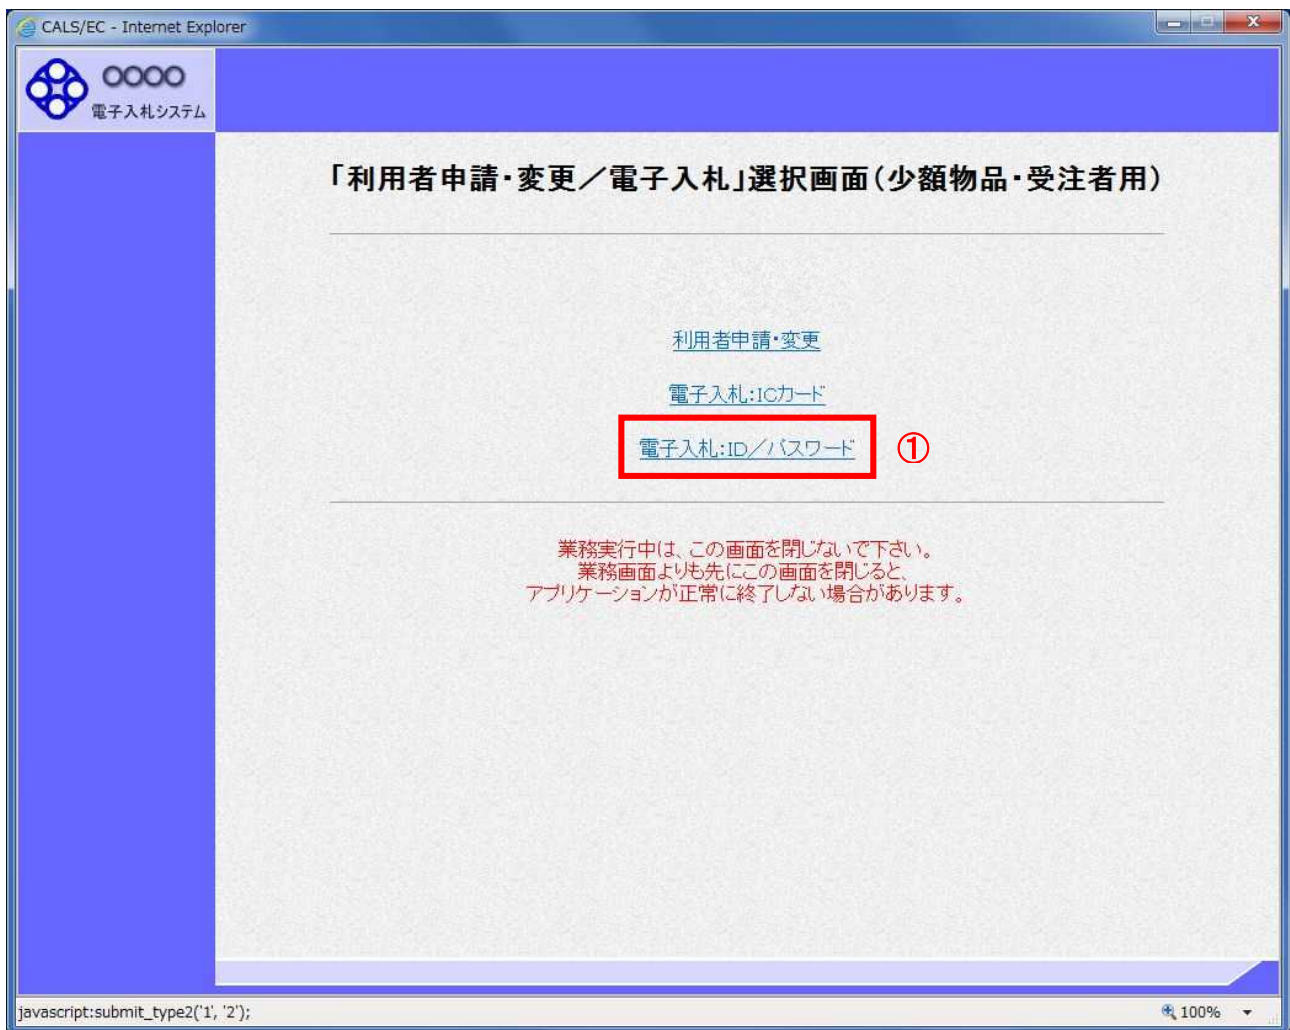 CALS/EC - Internet Explorer
○○○○
電子入札システム
「利用者申請・変更／電子入札」選択画面（少額物品・受注者用）
利用者申請・変更
電子入札:ICカード
電子入札:ID／パスワード
①
業務実行中は、この画面を閉じないで下さい。
業務画面よりも先にこの画面を閉じると、
アプリケーションが正常に終了しない場合があります。
javascript:submit_type2('1', '2');
100%